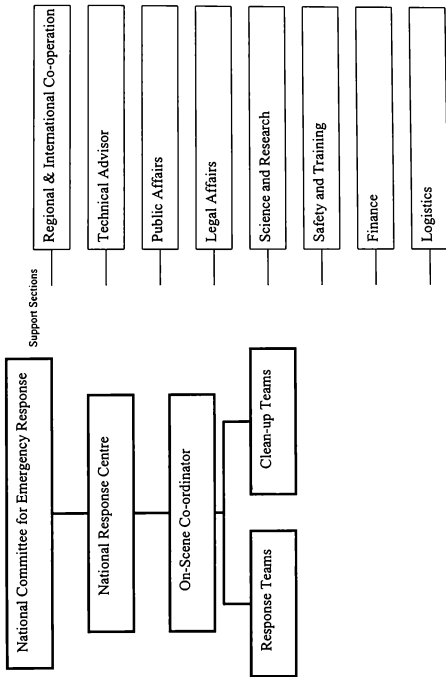 National Committee for Emergency Response
National Response Centre
On-Scene Co-ordinator
Response Teams
Clean-up Teams
Support Sections
Regional & International Co-operation
Technical Advisor
Public Affairs
Legal Affairs
Science and Research
Safety and Training
Finance
Logistics